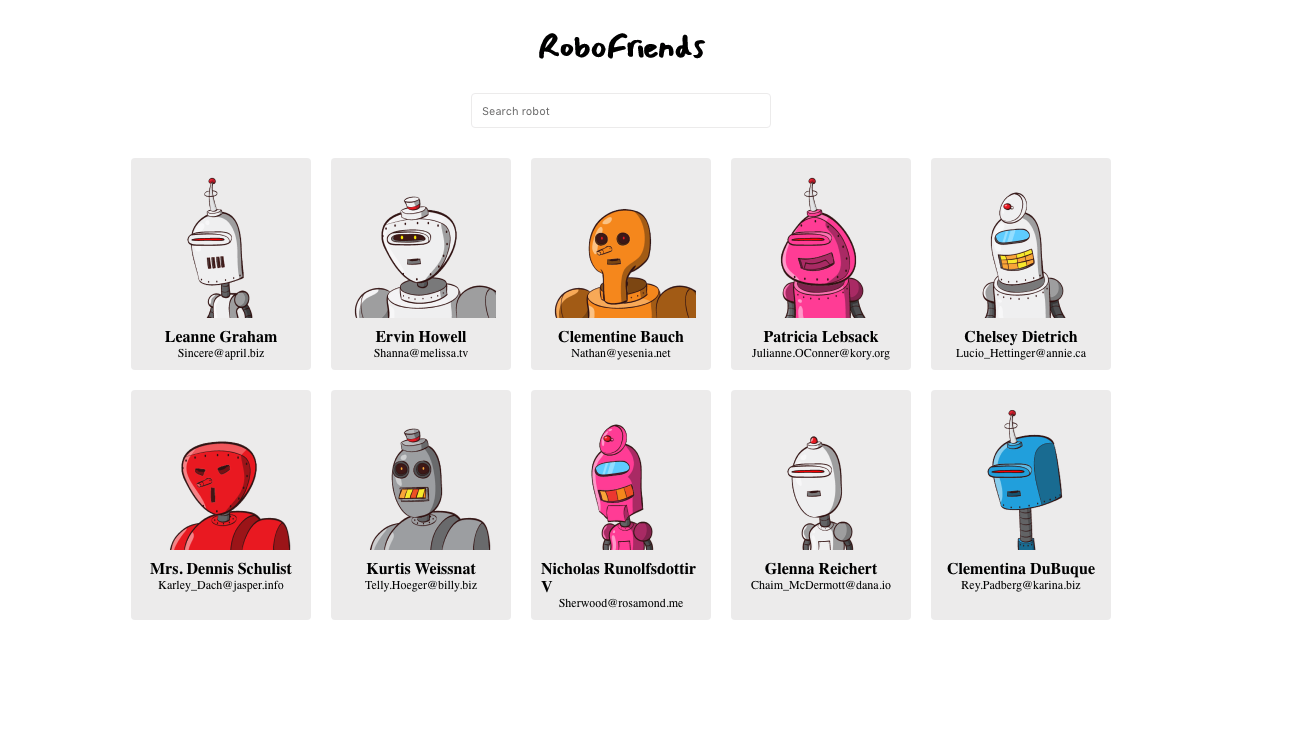 RoboFriends
Search robot
Leanne Graham
Sincere@april.biz
Ervin Howell
Shanna@melissa.tv
Clementine Bauch
Nathan@yesenia.net
Patricia Lebsack
Julianne.OConner@kory.org
Chelsey Dietrich
Lucio_Hettinger@annie.ca
Mrs. Dennis Schulist
Karley_Dach@jasper.info
Kurtis Weissnat
Telly.Hoeger@billy.biz
Nicholas Runolfsdottir
V
Sherwood@rosamond.me
Glenna Reichert
Chaim_McDermott@dana.io
Clementina DuBuque
Rey.Padberg@karina.biz